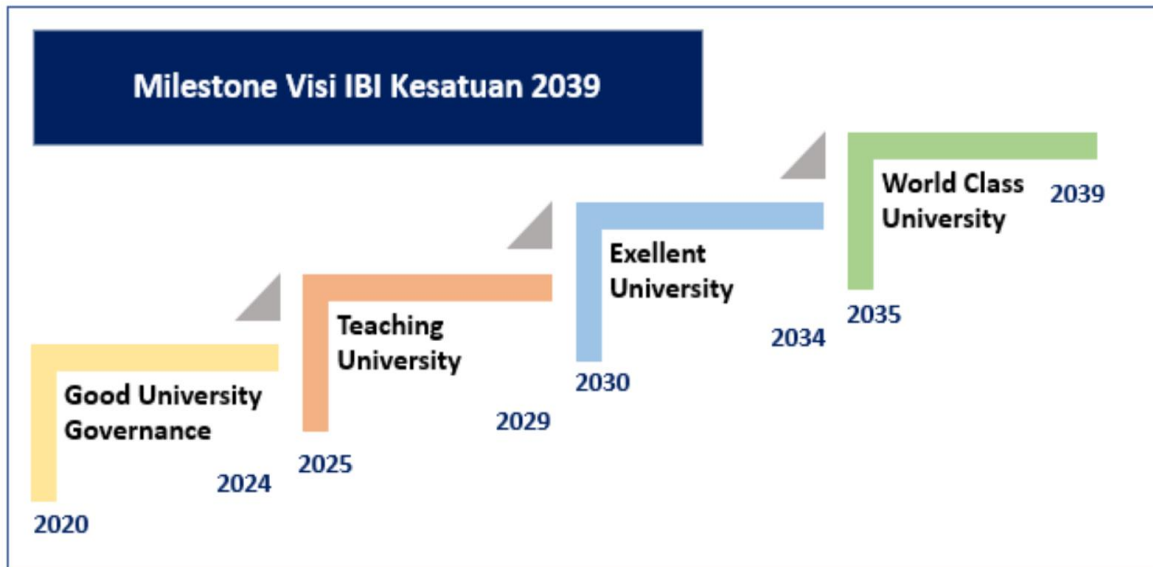 Milestone Visi IBI Kesatuan 2039
Good University
Governance
2020
2024
Teaching
University
2025
2029
Exellent
University
2030
2034
World Class
University
2035
2039